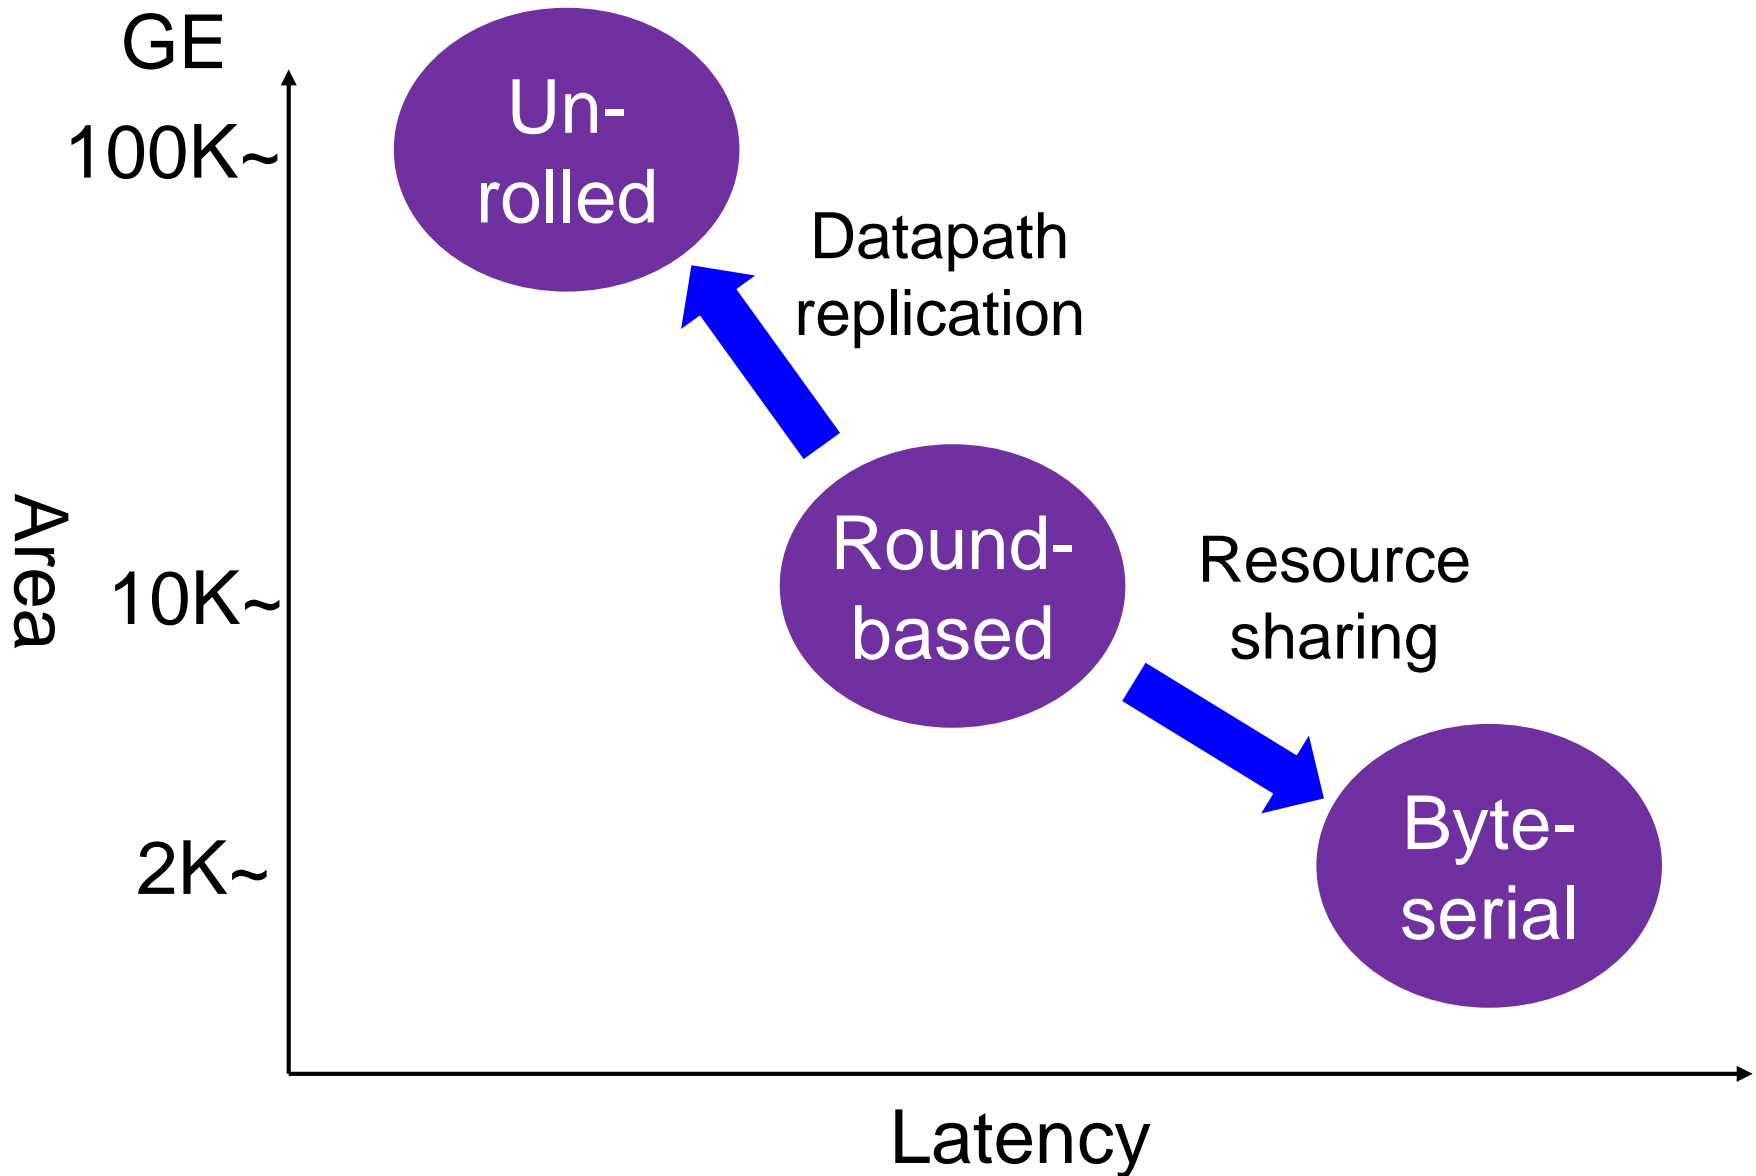 GE
100K~
10K~
2K~
Area
Un-
rolled
Datapath
replication
Round-
based
Resource
sharing
Byte-
serial
Latency